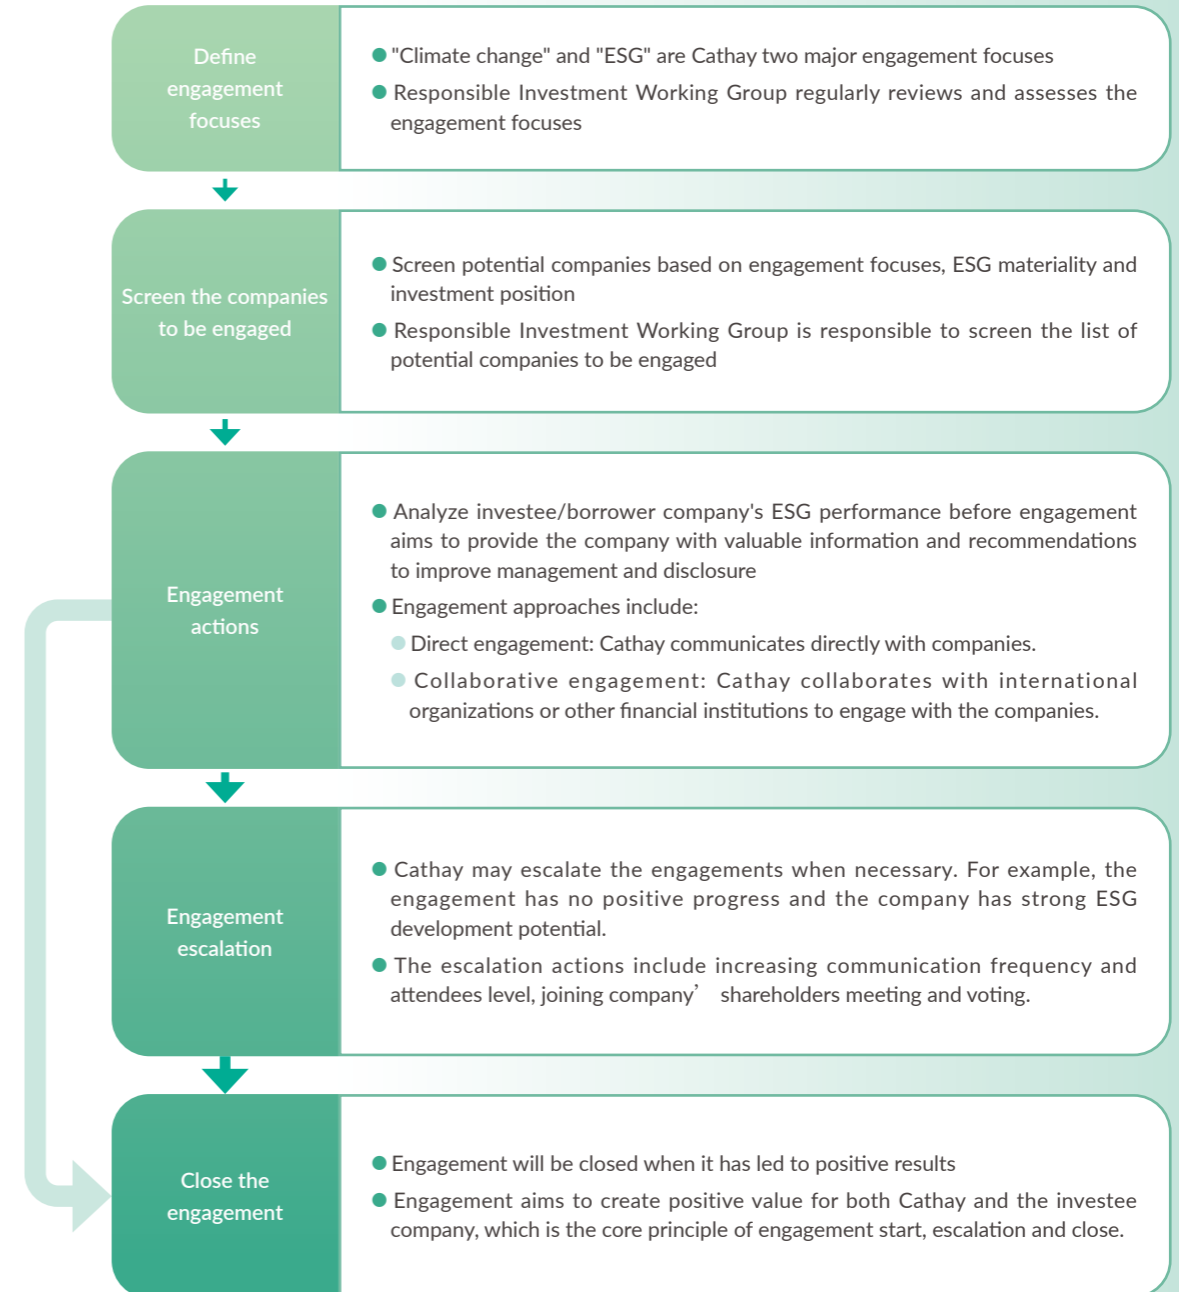 Define
engagement
focuses
● "Climate change" and "ESG" are Cathay two major engagement focuses
● Responsible Investment Working Group regularly reviews and assesses the
engagement focuses
Screen the companies
to be engaged
● Screen potential companies based on engagement focuses, ESG materiality and
investment position
● Responsible Investment Working Group is responsible to screen the list of
potential companies to be engaged
Engagement
actions
● Analyze investee/borrower company's ESG performance before engagement
aims to provide the company with valuable information and recommendations
to improve management and disclosure
● Engagement approaches include:
● Direct engagement: Cathay communicates directly with companies.
● Collaborative engagement: Cathay collaborates with international
organizations or other financial institutions to engage with the companies.
Engagement
escalation
● Cathay may escalate the engagements when necessary. For example, the
engagement has no positive progress and the company has strong ESG
development potential.
● The escalation actions include increasing communication frequency and
attendees level, joining company’ shareholders meeting and voting.
Close the
engagement
● Engagement will be closed when it has led to positive results
● Engagement aims to create positive value for both Cathay and the investee
company, which is the core principle of engagement start, escalation and close.